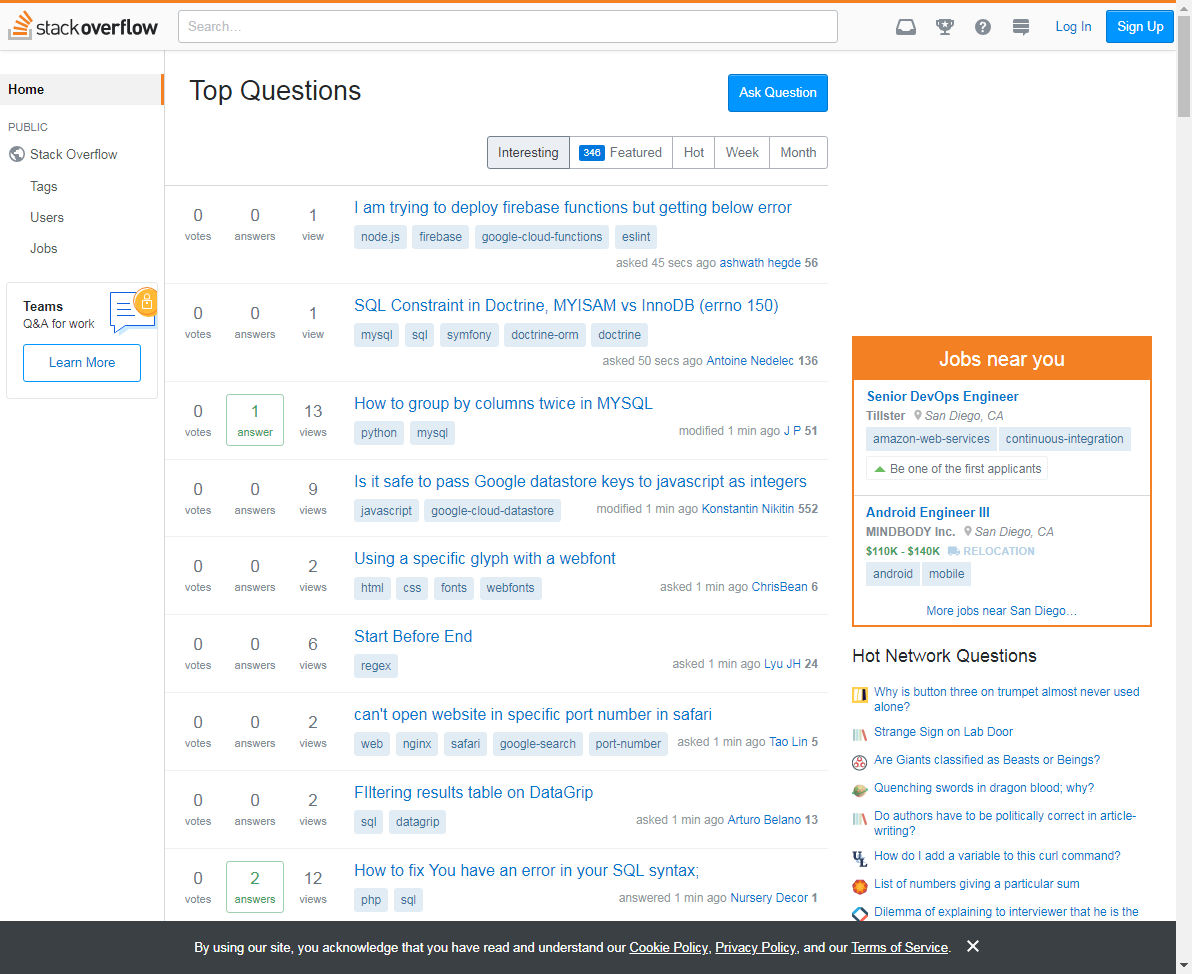 stackoverflow
Search...
Log In
Sign Up
Home
PUBLIC
Stack Overflow
Tags
Users
Jobs
Teams
Q&A for work
Learn More
Top Questions
Ask Question
Interesting
346 Featured
Hot
Week
Month
0 votes
0 answers
1 view
I am trying to deploy firebase functions but getting below error
node.js firebase google-cloud-functions eslint
asked 45 secs ago ashwath hegde 56
0 votes
0 answers
1 view
SQL Constraint in Doctrine, MYISAM vs InnoDB (errno 150)
mysql sql symfony doctrine-orm doctrine
asked 50 secs ago Antoine Nedelec 136
0 votes
1 answer
13 views
How to group by columns twice in MYSQL
python mysql
modified 1 min ago J P 51
0 votes
0 answers
9 views
Is it safe to pass Google datastore keys to javascript as integers
javascript google-cloud-datastore
modified 1 min ago Konstantin Nikitin 552
0 votes
0 answers
2 views
Using a specific glyph with a webfont
html css fonts webfonts
asked 1 min ago ChrisBean 6
0 votes
0 answers
6 views
Start Before End
regex
asked 1 min ago Lyu JH 24
0 votes
0 answers
2 views
can't open website in specific port number in safari
web nginx safari google-search port-number
asked 1 min ago Tao Lin 5
0 votes
0 answers
2 views
FIltering results table on DataGrip
sql datagrip
asked 1 min ago Arturo Belano 13
0 votes
2 answers
12 views
How to fix You have an error in your SQL syntax;
php sql
answered 1 min ago Nursery Decor 1
Jobs near you
Senior DevOps Engineer
Tillster San Diego, CA
amazon-web-services continuous-integration
Be one of the first applicants
Android Engineer III
MINDBODY Inc. San Diego, CA
$110K - $140K RELOCATION
android mobile
More jobs near San Diego…
Hot Network Questions
Why is button three on trumpet almost never used
alone?
Strange Sign on Lab Door
Are Giants classified as Beasts or Beings?
Quenching swords in dragon blood; why?
Do authors have to be politically correct in article-
writing?
How do I add a variable to this curl command?
List of numbers giving a particular sum
Dilemma of explaining to interviewer that he is the
By using our site, you acknowledge that you have read and understand our Cookie Policy, Privacy Policy, and our Terms of Service.